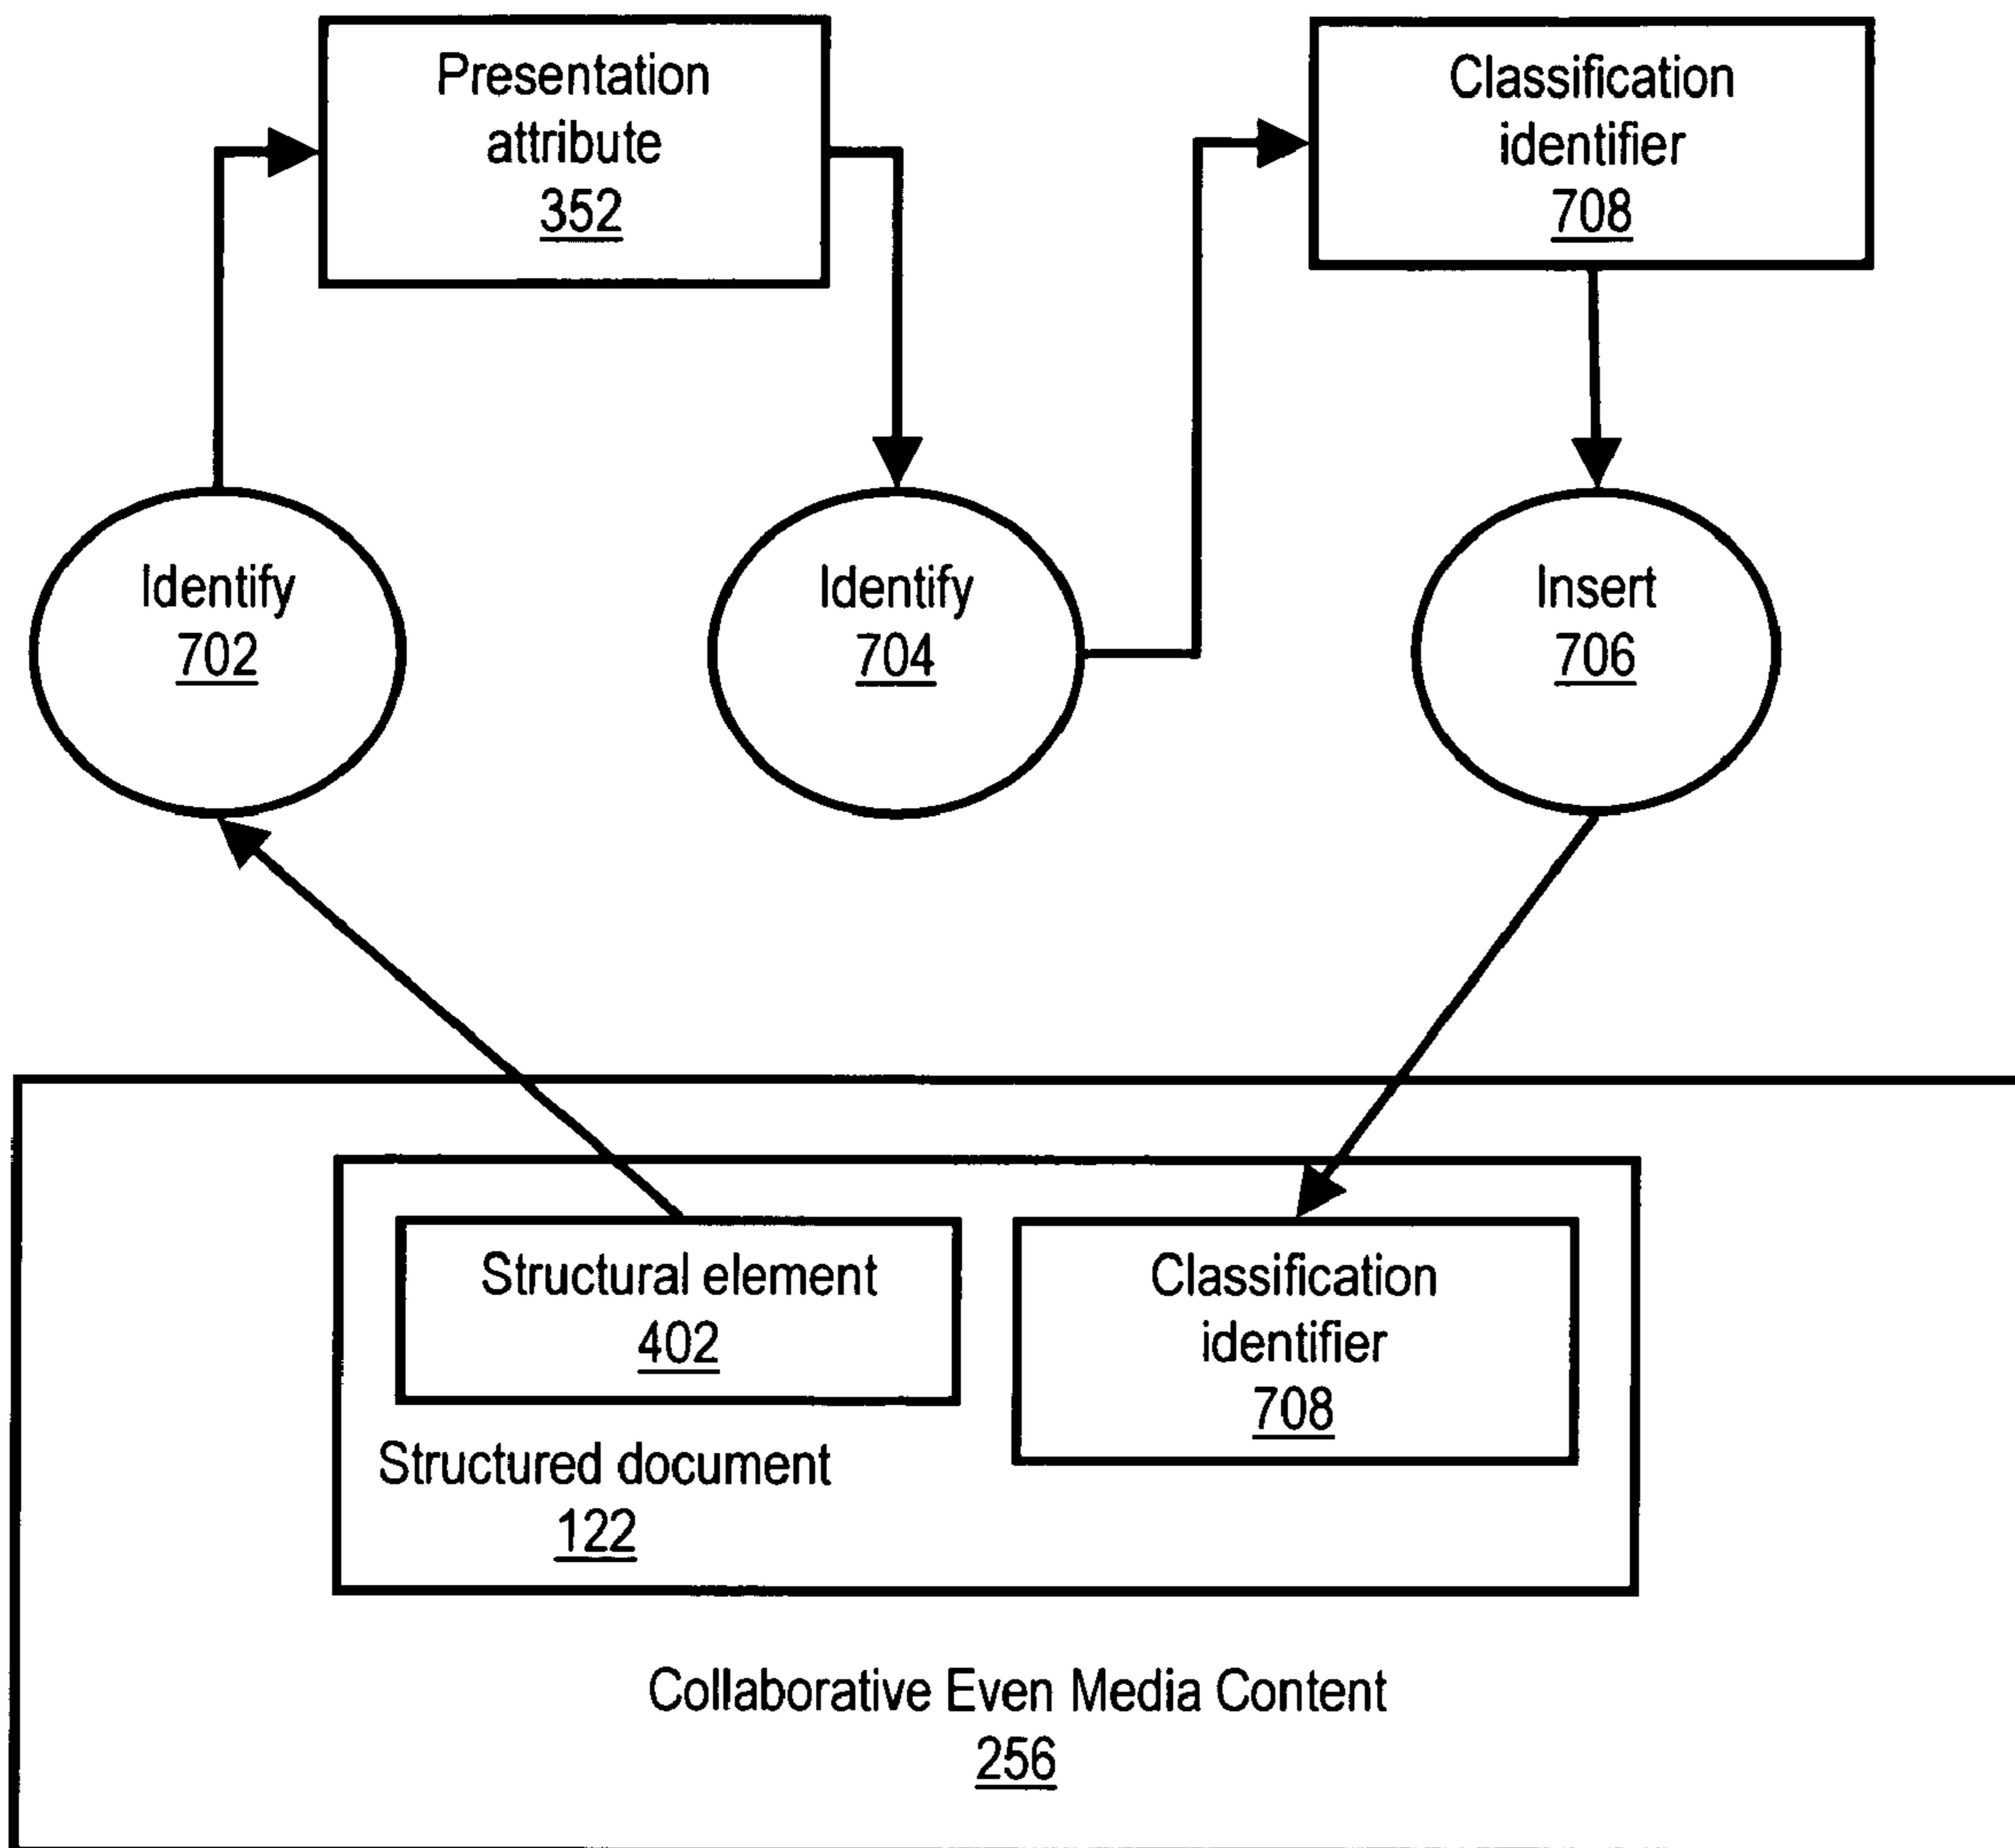 Presentation
attribute
352
Classification
identifier
708
Identify
702
Identify
704
Insert
706
Structural element
402
Classification
identifier
708
Structured document
122
Collaborative Even Media Content
256